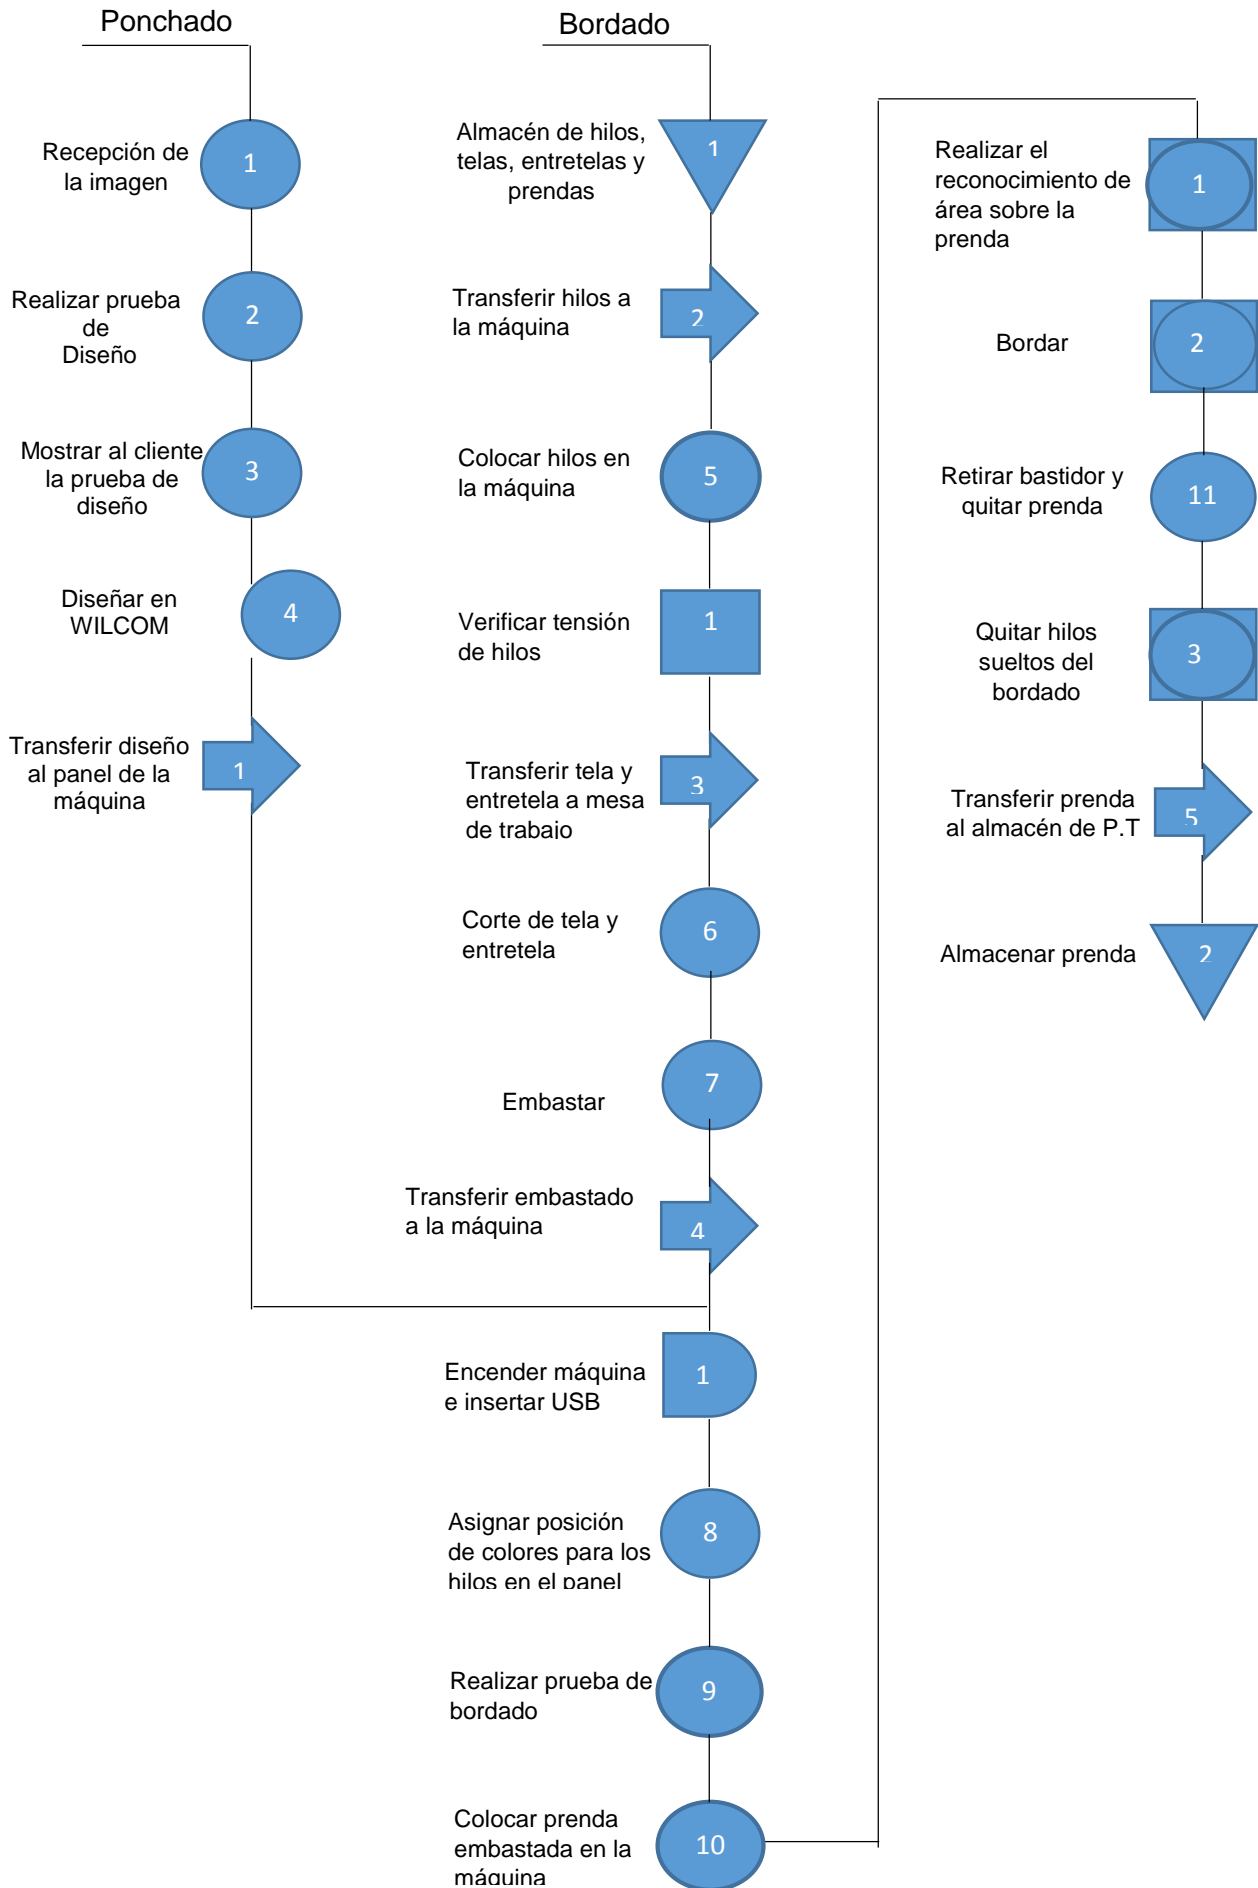 Ponchado
1
Recepción de
la imagen
2
Realizar prueba
de
Diseño
3
Mostrar al cliente
la prueba de
diseño
4
Diseñar en
WILCOM
1
Transferir diseño
al panel de la
máquina
Bordado
1
Almacén de hilos,
telas, entretelas y
prendas
2
Transferir hilos a
la máquina
5
Colocar hilos en
la máquina
1
Verificar tensión
de hilos
3
Transferir tela y
entretela a mesa
de trabajo
6
Corte de tela y
entretela
7
Embastar
4
Transferir embastado
a la máquina
1
Encender máquina
e insertar USB
8
Asignar posición
de colores para los
hilos en el panel
9
Realizar prueba de
bordado
10
Colocar prenda
embastada en la
máquina
1
Realizar el
reconocimiento de
área sobre la
prenda
2
Bordar
11
Retirar bastidor y
quitar prenda
3
Quitar hilos
sueltos del
bordado
5
Transferir prenda
al almacén de P.T
2
Almacenar prenda